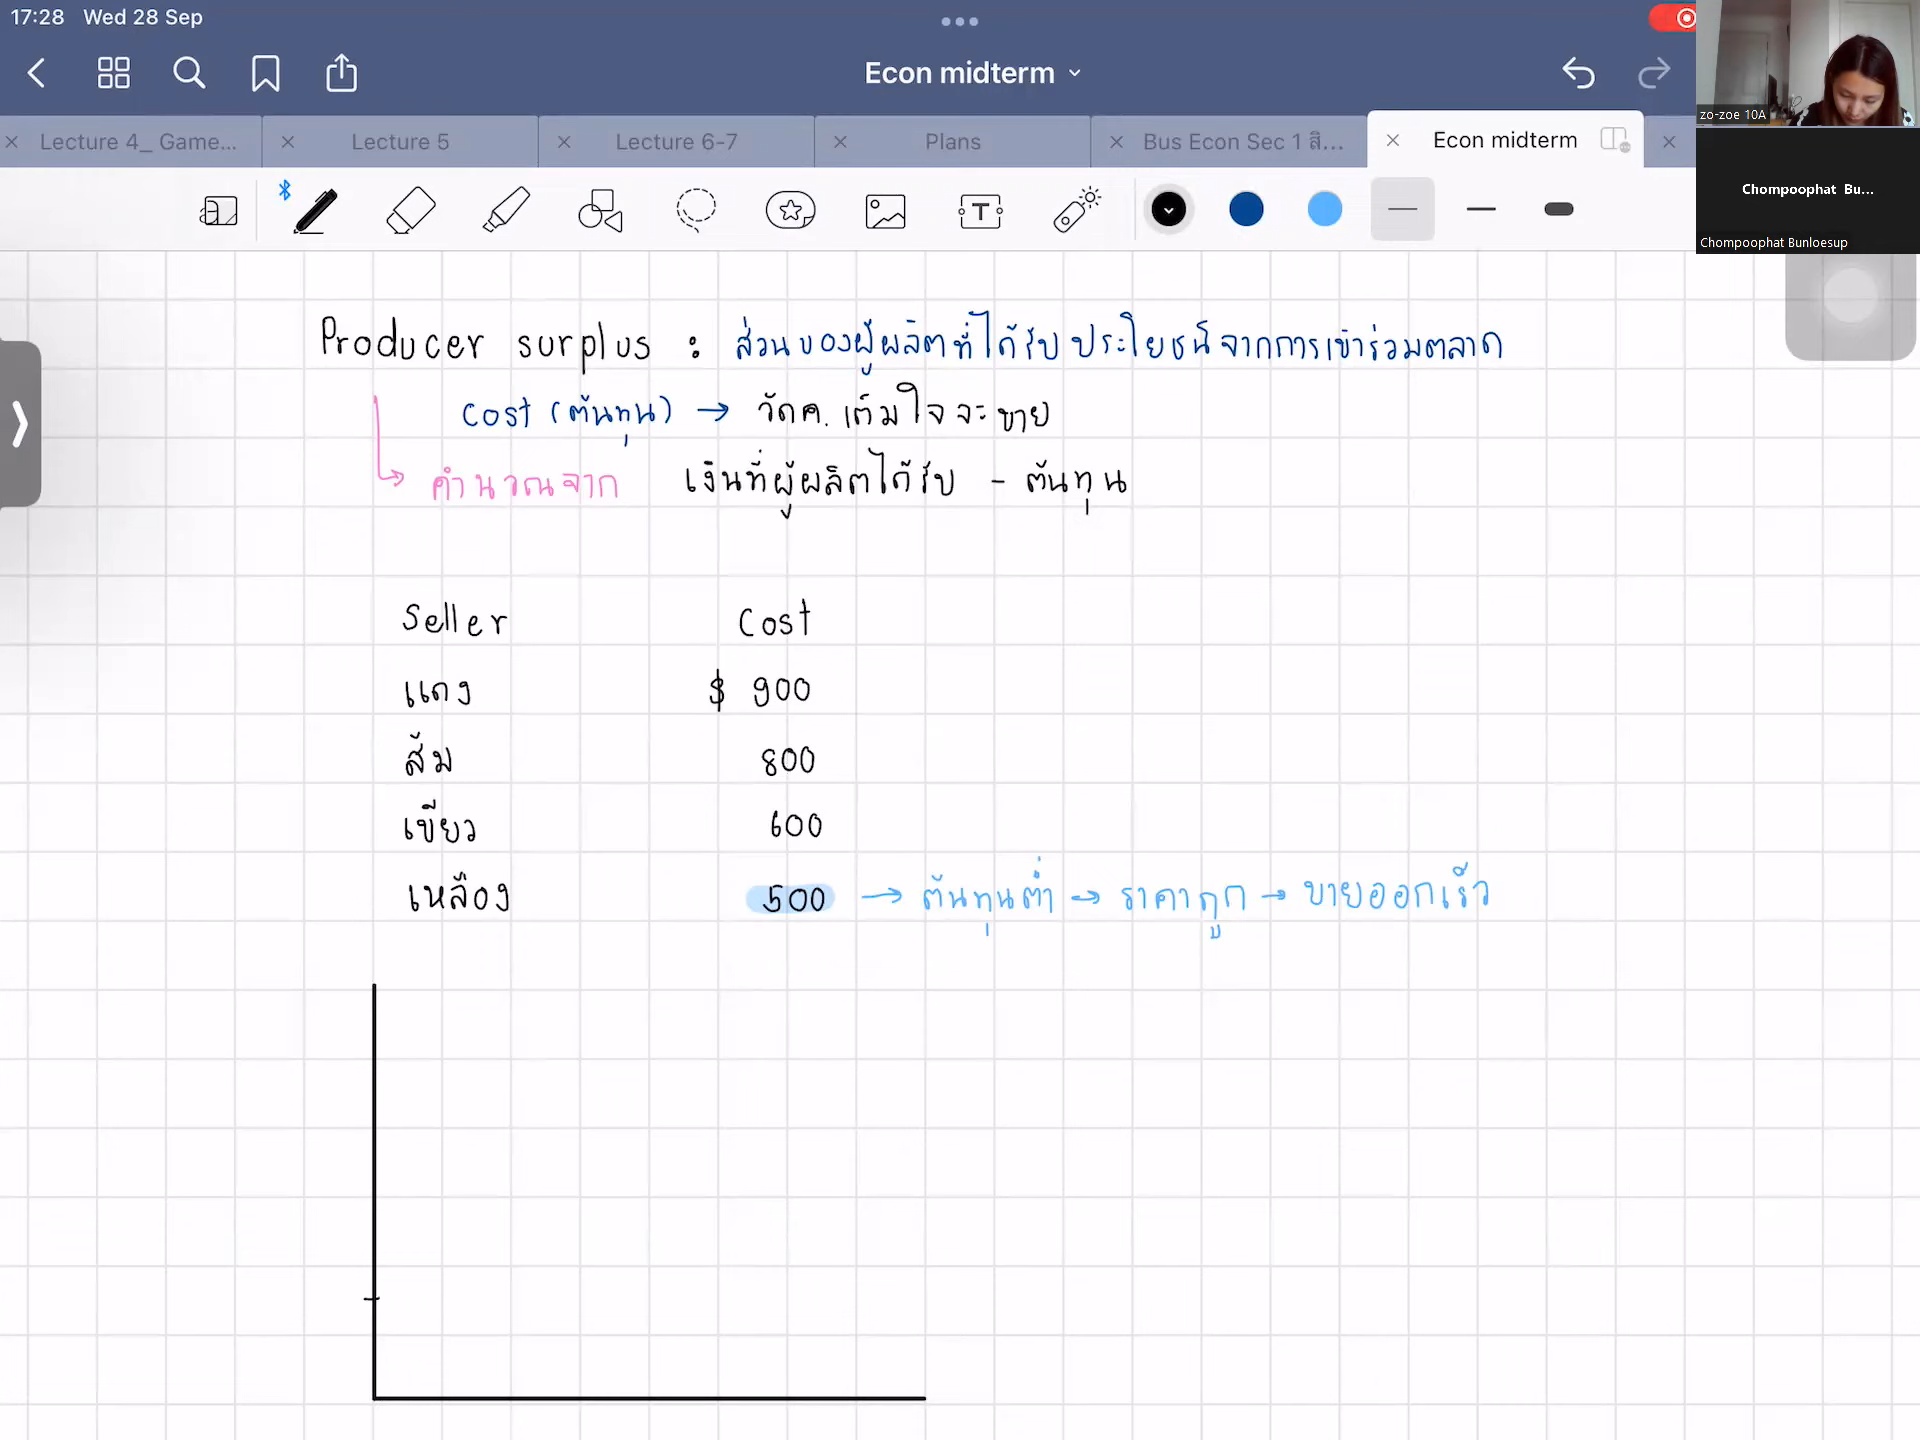 17:28 Wed 28 Sep
Econ midterm
zo-zoe 10A
Chompoophat Bu...
Chompoophat Bunloesup
Lecture 4_ Game...
Lecture 5
Lecture 6-7
Plans
Bus Econ Sec 1 สิ...
Econ midterm
Producer surplus : ส่วนของผู้ผลิตที่ได้รับประโยชน์จากการเข้าร่วมตลาด
Cost (ต้นทุน) → วัดค. เต็มใจจะขาย
คำนวณจาก เงินที่ผู้ผลิตได้รับ - ต้นทุน
Seller Cost
แดง $ 900
ส้ม 800
เขียว 600
เหลือง 500 → ต้นทุนต่ำ → ราคาถูก → ขายออกเร็ว